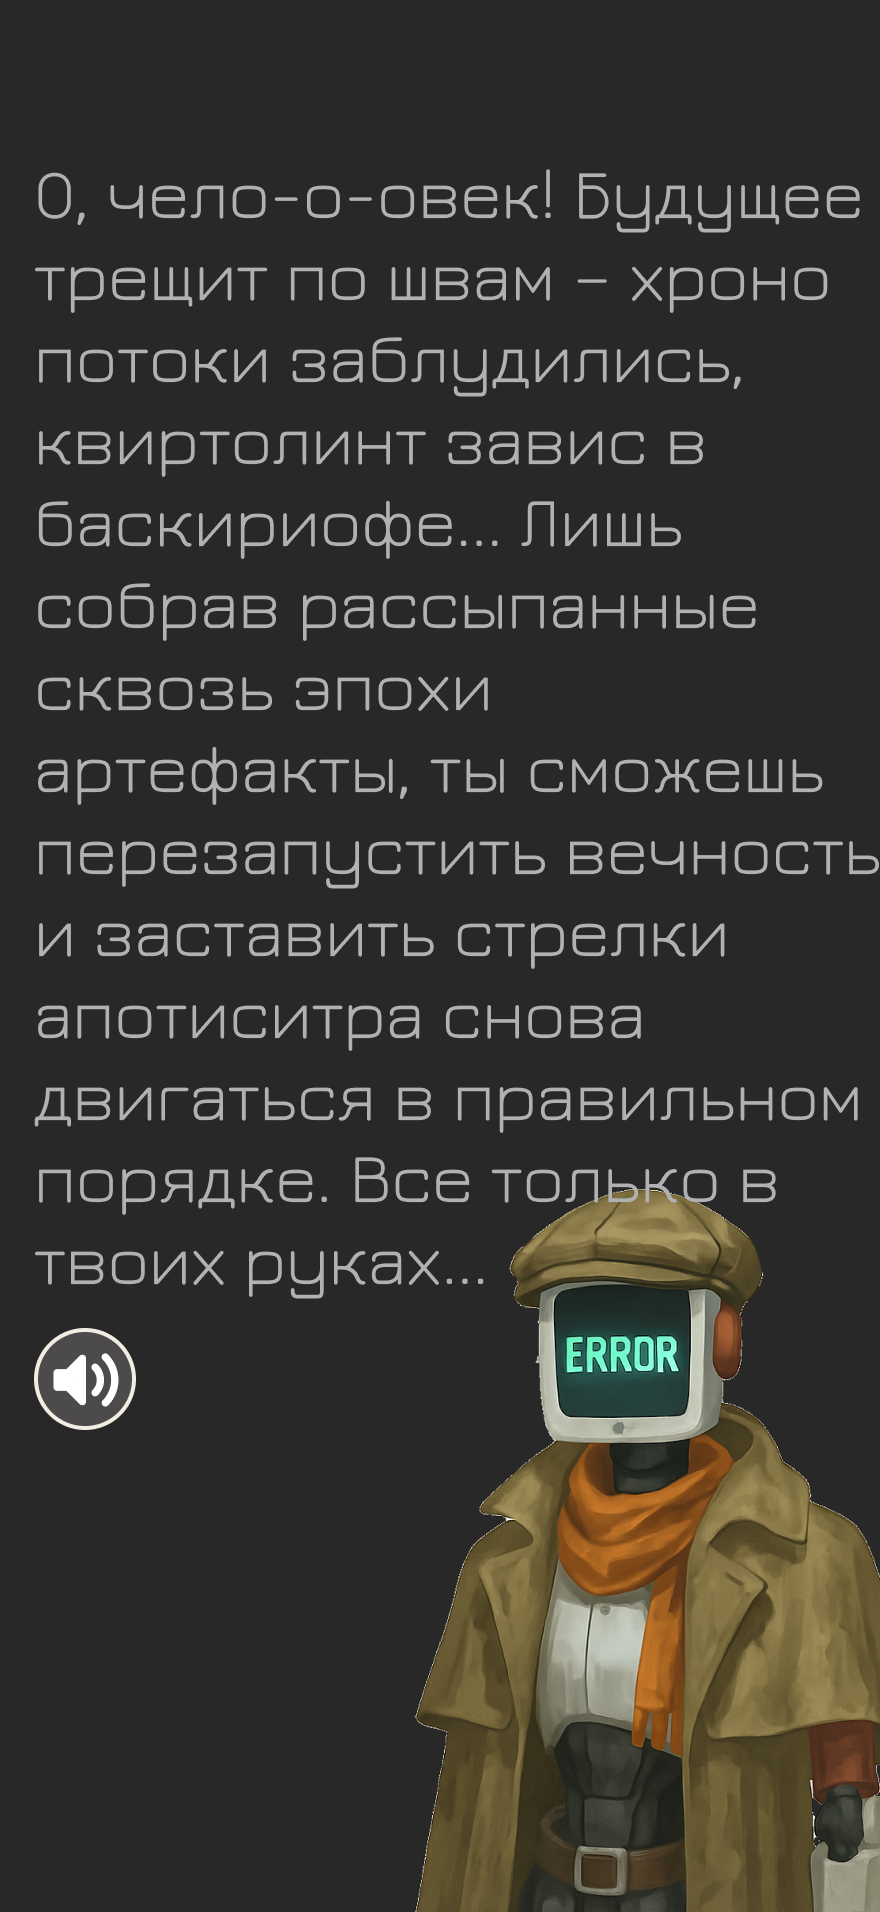 О, чело-о-овек! Будущее
трещит по швам – хроно
потоки заблудились,
квиртолинт завис в
баскириофе... Лишь
собрав рассыпанные
сквозь эпохи
артефакты, ты сможешь
перезапустить вечность
и заставить стрелки
апотиситра снова
двигаться в правильном
порядке. Все только в
твоих руках...
ERROR